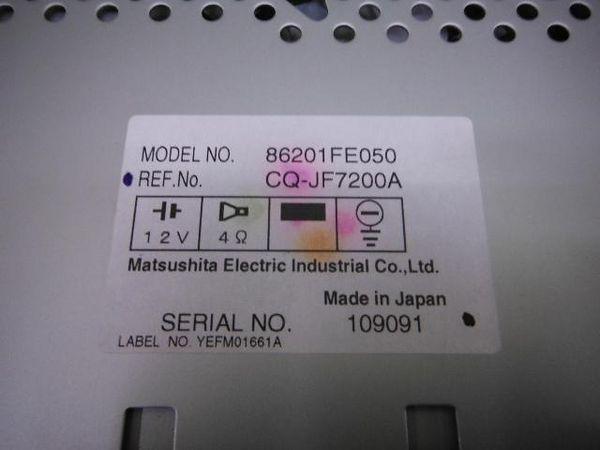 MODEL NO. 86201FE050
REF.No. CQ-JF7200A
12V 4Ω
Matsushita Electric Industrial Co.,Ltd.
Made in Japan
SERIAL NO. 109091
LABEL NO. YEFM01661A